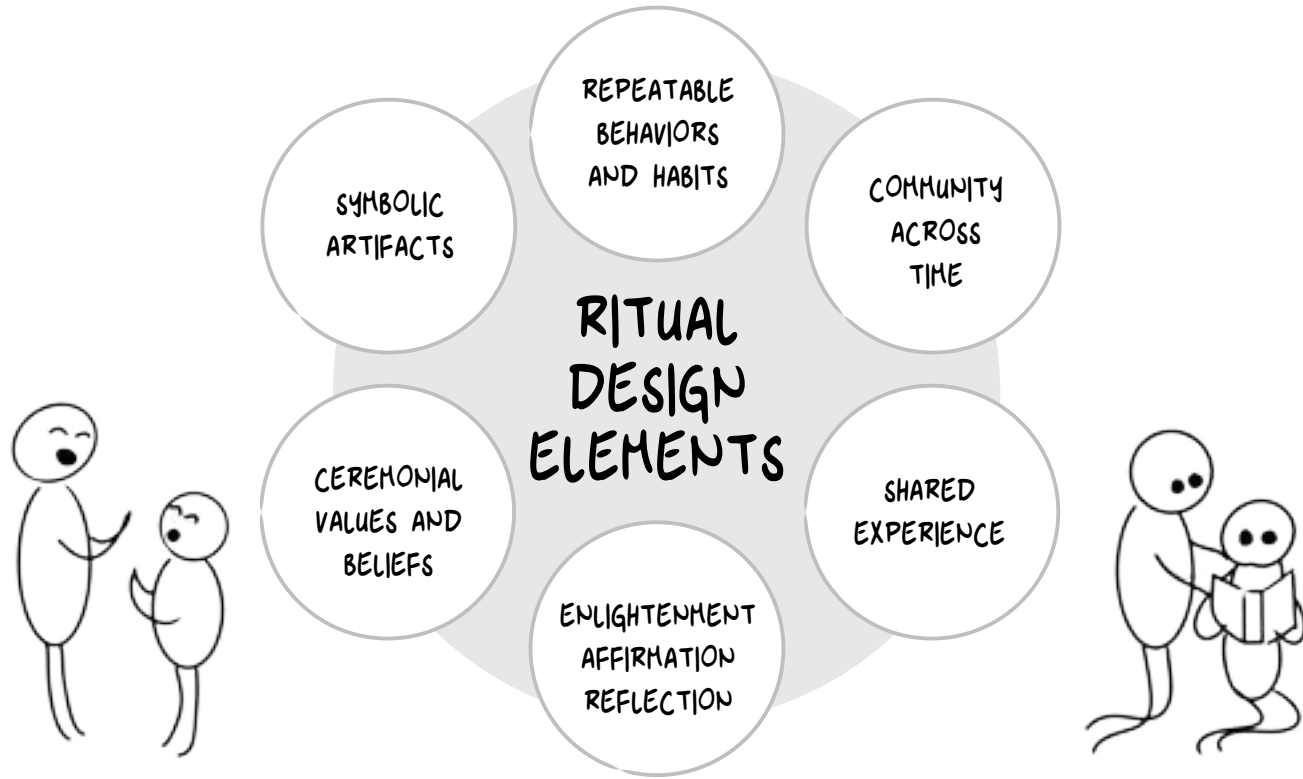 REPEATABLE
BEHAVIORS
AND HABITS
SYMBOLIC
ARTIFACTS
COMMUNITY
ACROSS
TIME
RITUAL
DESIGN
ELEMENTS
CEREMONIAL
VALUES AND
BELIEFS
SHARED
EXPERIENCE
ENLIGHTENMENT
AFFIRMATION
REFLECTION